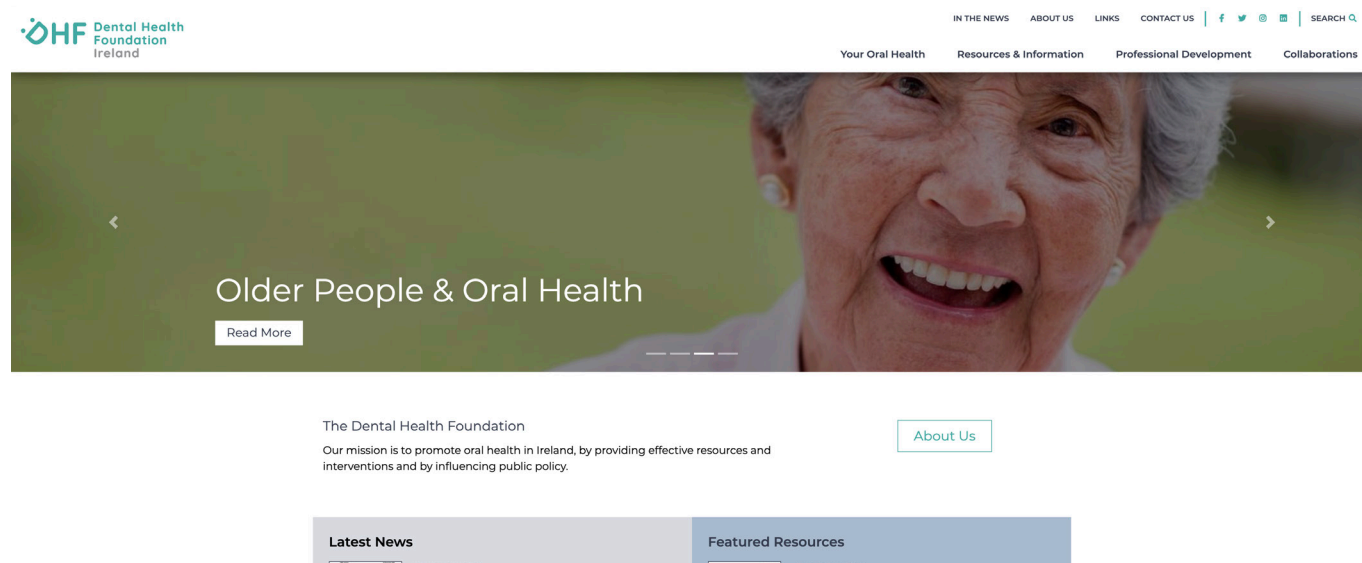 DHF Dental Health
Foundation
Ireland
IN THE NEWS ABOUT US LINKS CONTACT US SEARCH
Your Oral Health Resources & Information Professional Development Collaborations
Older People & Oral Health
Read More
The Dental Health Foundation
Our mission is to promote oral health in Ireland, by providing effective resources and
interventions and by influencing public policy.
About Us
Latest News
Featured Resources